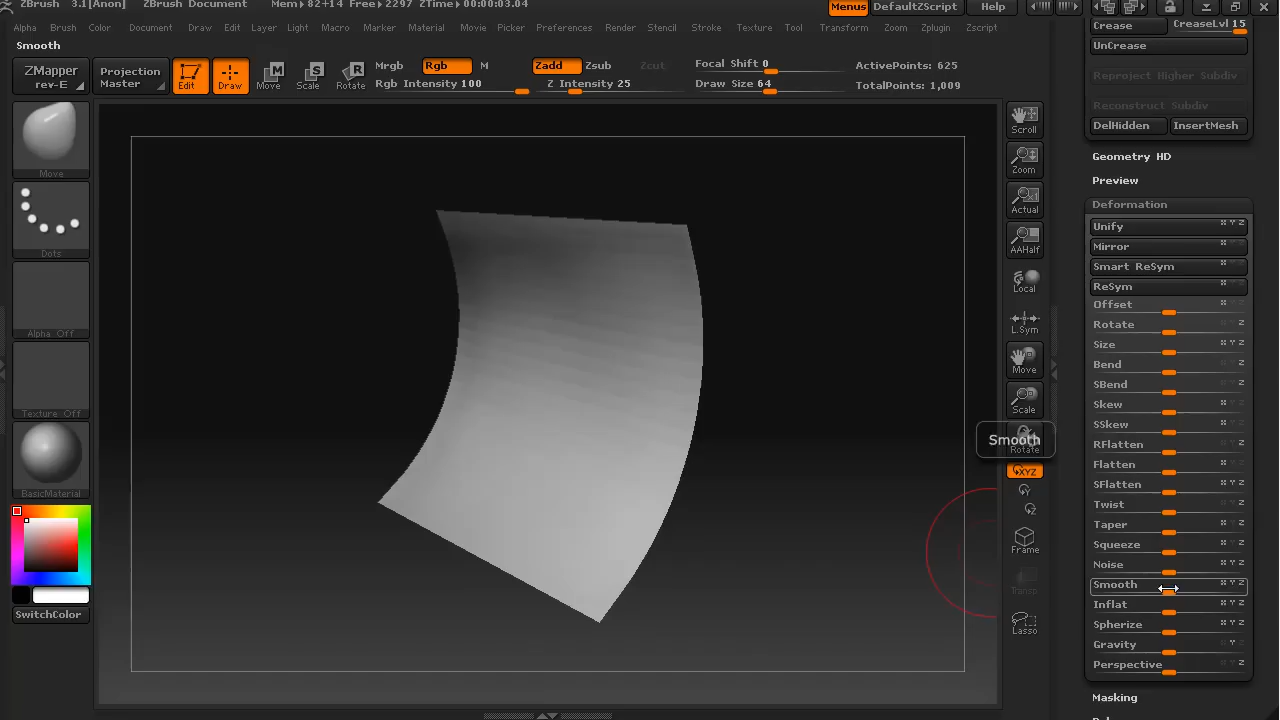 ZBrush 3.1[Anon] ZBrush Document Mem▸82+14 Free▸2297 ZTime▸00:00:03.04 Menus DefaultZScript Help
Alpha Brush Color Document Draw Edit Layer Light Macro Marker Material Movie Picker Preferences Render Stencil Stroke Texture Tool Transform Zoom Zplugin Zscript
Smooth
ZMapper
rev-E
Projection
Master
Edit
Draw
Move
Scale
Rotate
Mrgb Rgb M
Rgb Intensity 100
Zadd Zsub Zcut
Z Intensity 25
Focal Shift 0
Draw Size 64
ActivePoints: 625
TotalPoints: 1,009
Move
Dots
Alpha Off
Texture Off
BasicMaterial
SwitchColor
Scroll
Zoom
Actual
AAHalf
Local
L.Sym
Move
Scale
Smooth
Rotate
XYZ
Y
Z
Frame
Transp
Lasso
Crease CreaseLvl 15
UnCrease
Reproject Higher Subdiv
Reconstruct Subdiv
DelHidden InsertMesh
Geometry HD
Preview
Deformation
Unify
Mirror
Smart ReSym
ReSym
Offset
Rotate
Size
Bend
SBend
Skew
SSkew
RFlatten
Flatten
SFlatten
Twist
Taper
Squeeze
Noise
Smooth
Inflat
Spherize
Gravity
Perspective
Masking